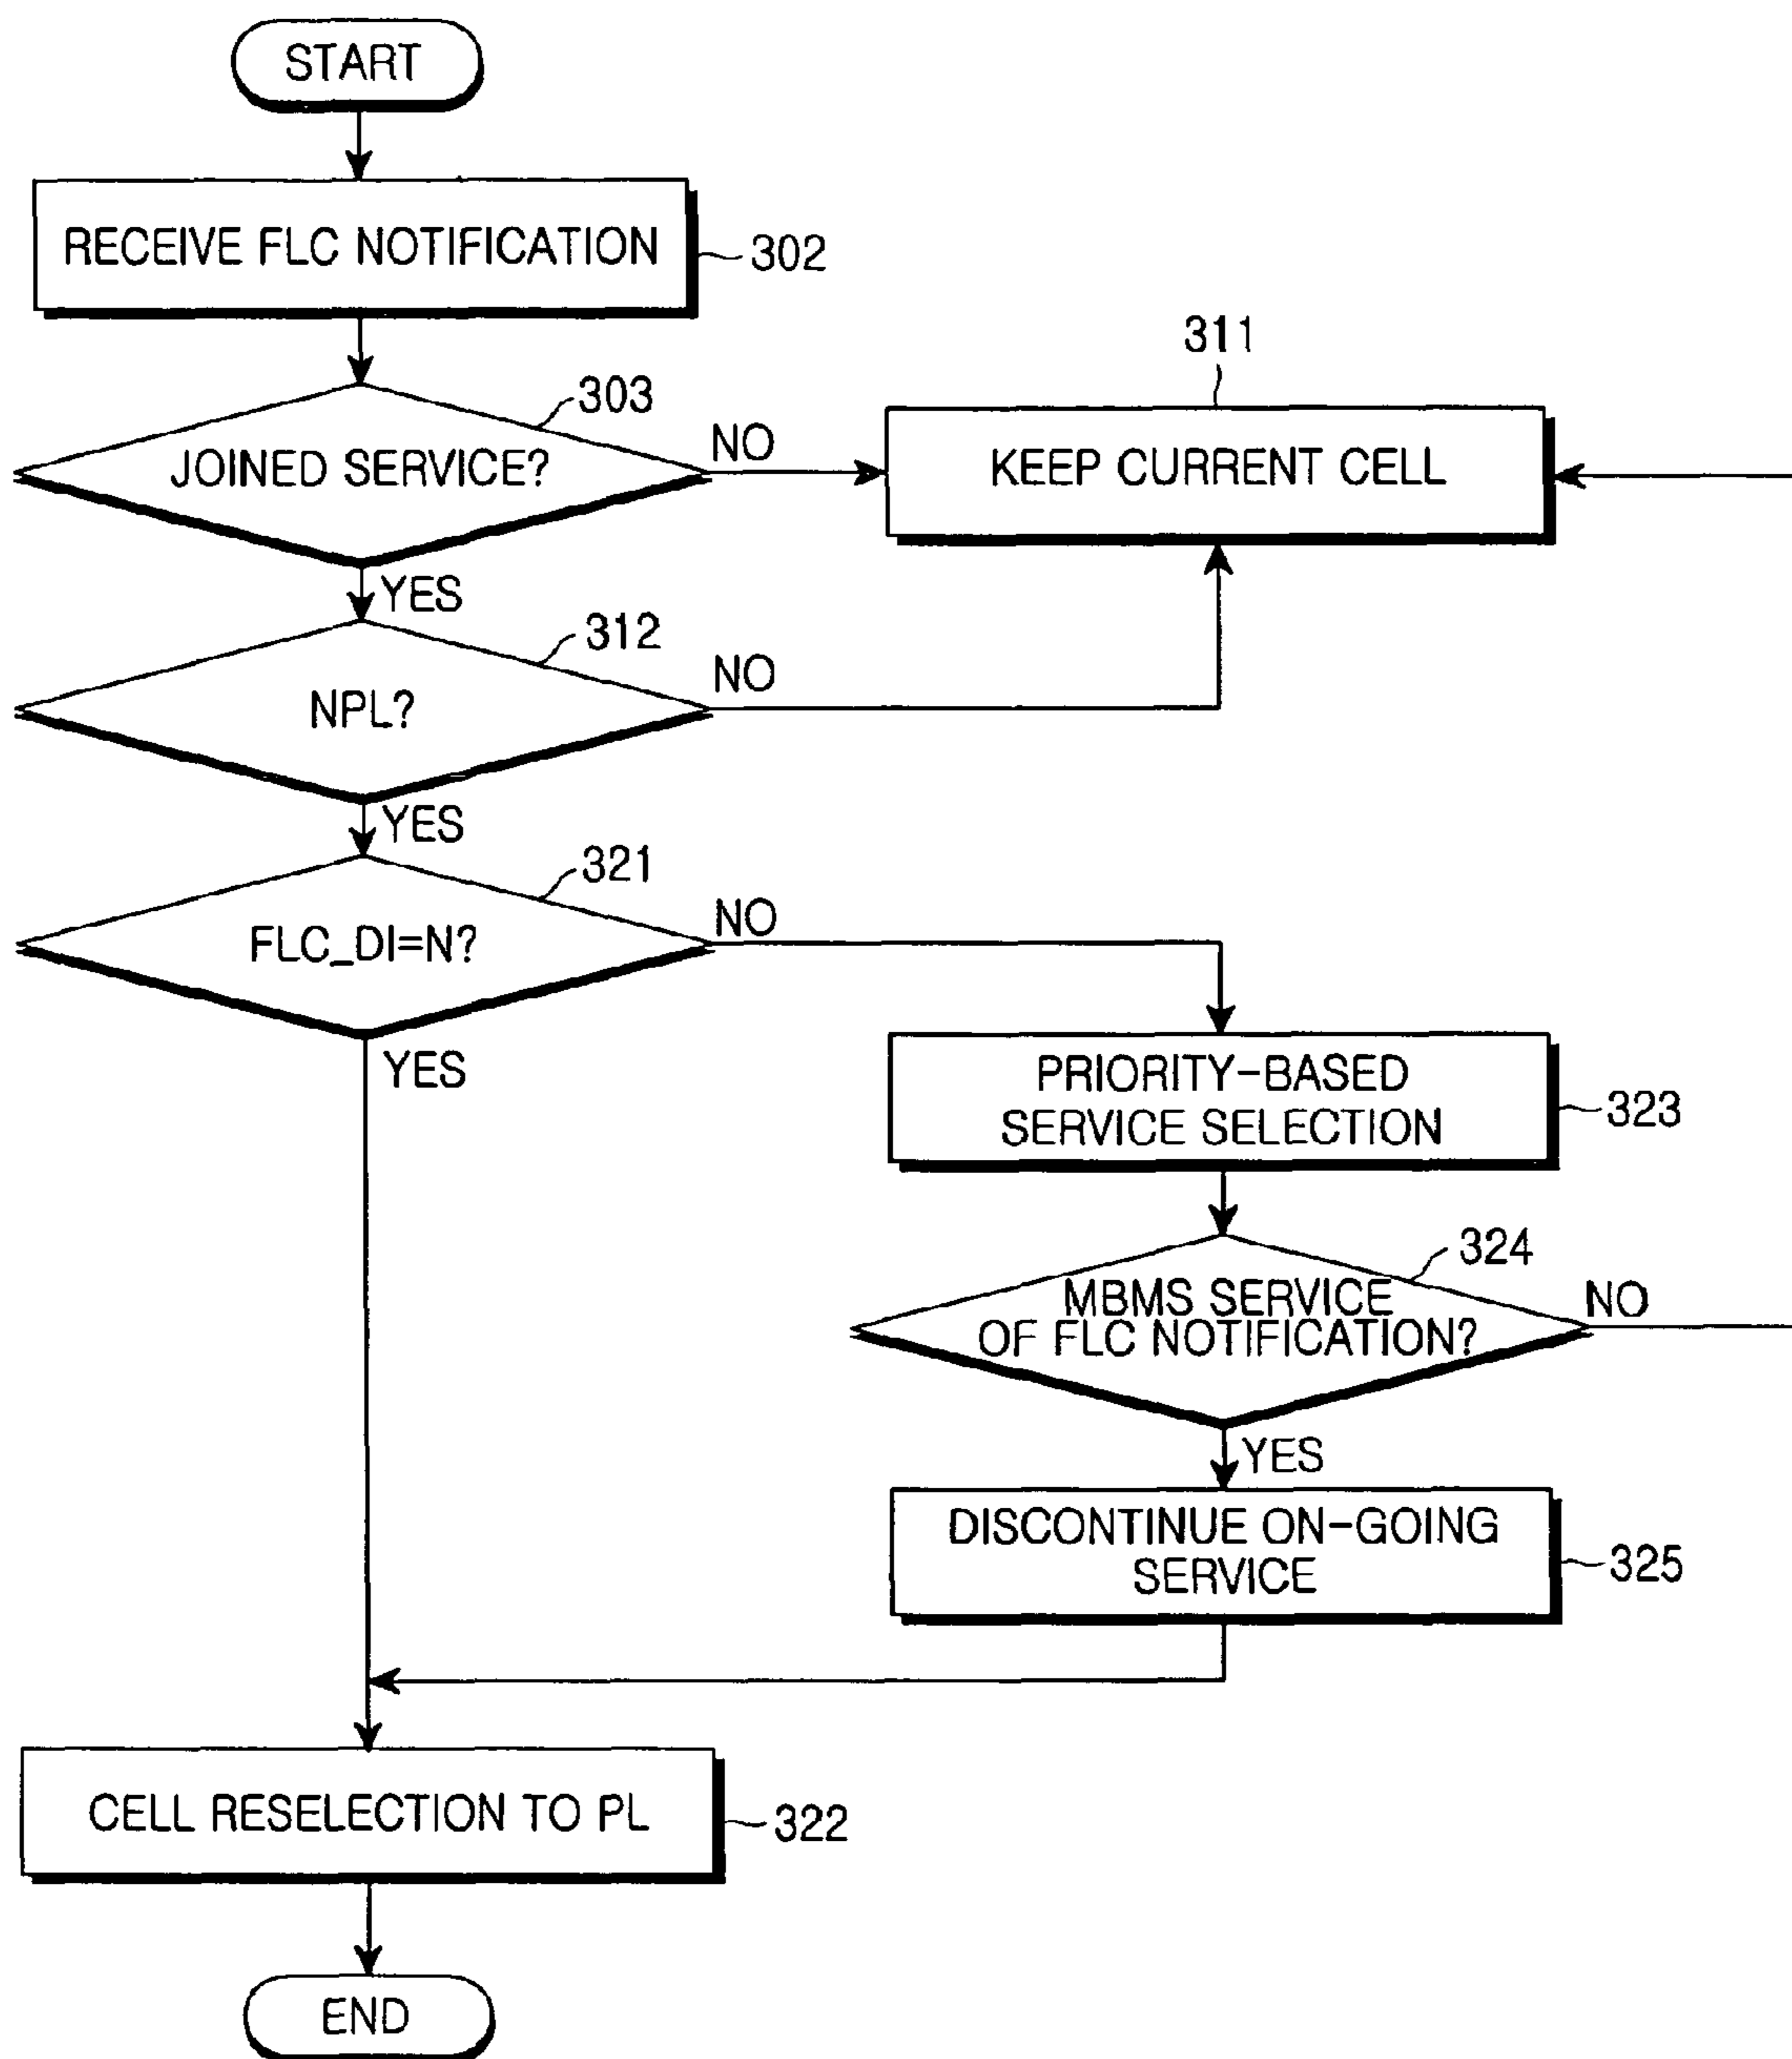 START
RECEIVE FLC NOTIFICATION
302
303
JOINED SERVICE?
NO
311
KEEP CURRENT CELL
YES
312
NPL?
NO
YES
321
FLC_DI=N?
NO
YES
PRIORITY-BASED
SERVICE SELECTION
323
324
MBMS SERVICE
OF FLC NOTIFICATION?
NO
YES
DISCONTINUE ON-GOING
SERVICE
325
CELL RESELECTION TO PL
322
END